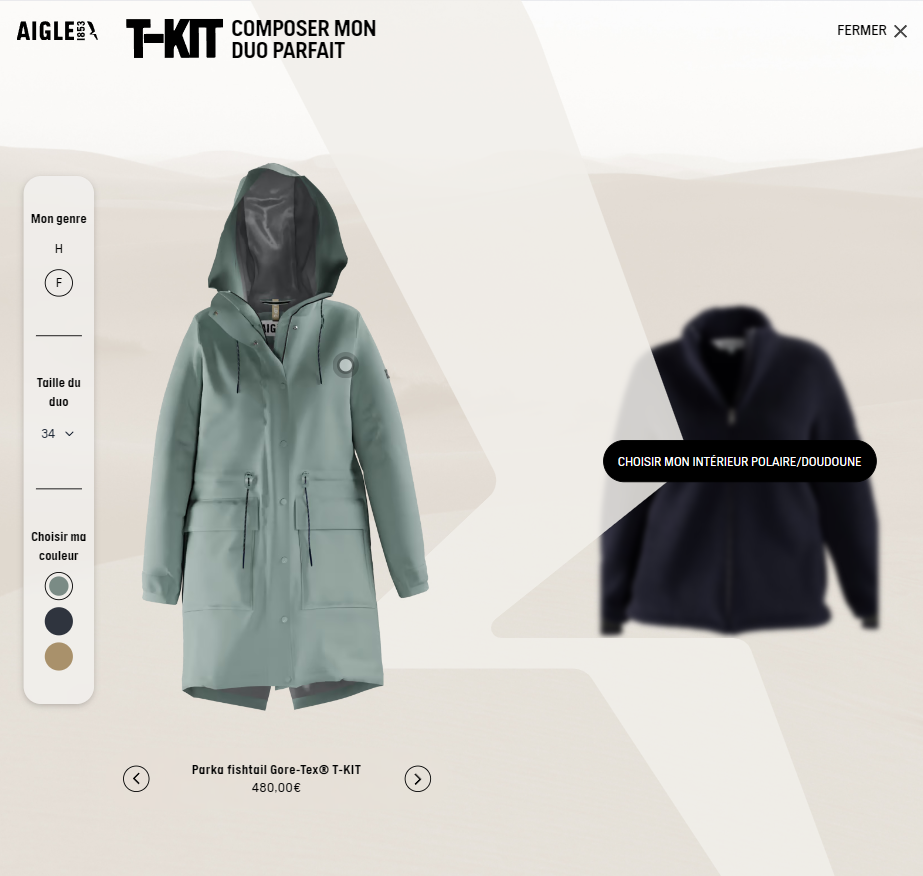 AIGLE 1853
T-KIT
COMPOSER MON
DUO PARFAIT
FERMER
Mon genre
H
F
Taille du
duo
34
Choisir ma
couleur
AIG
CHOISIR MON INTÉRIEUR POLAIRE/DOUDOUNE
Parka fishtail Gore-Tex® T-KIT
480,00€